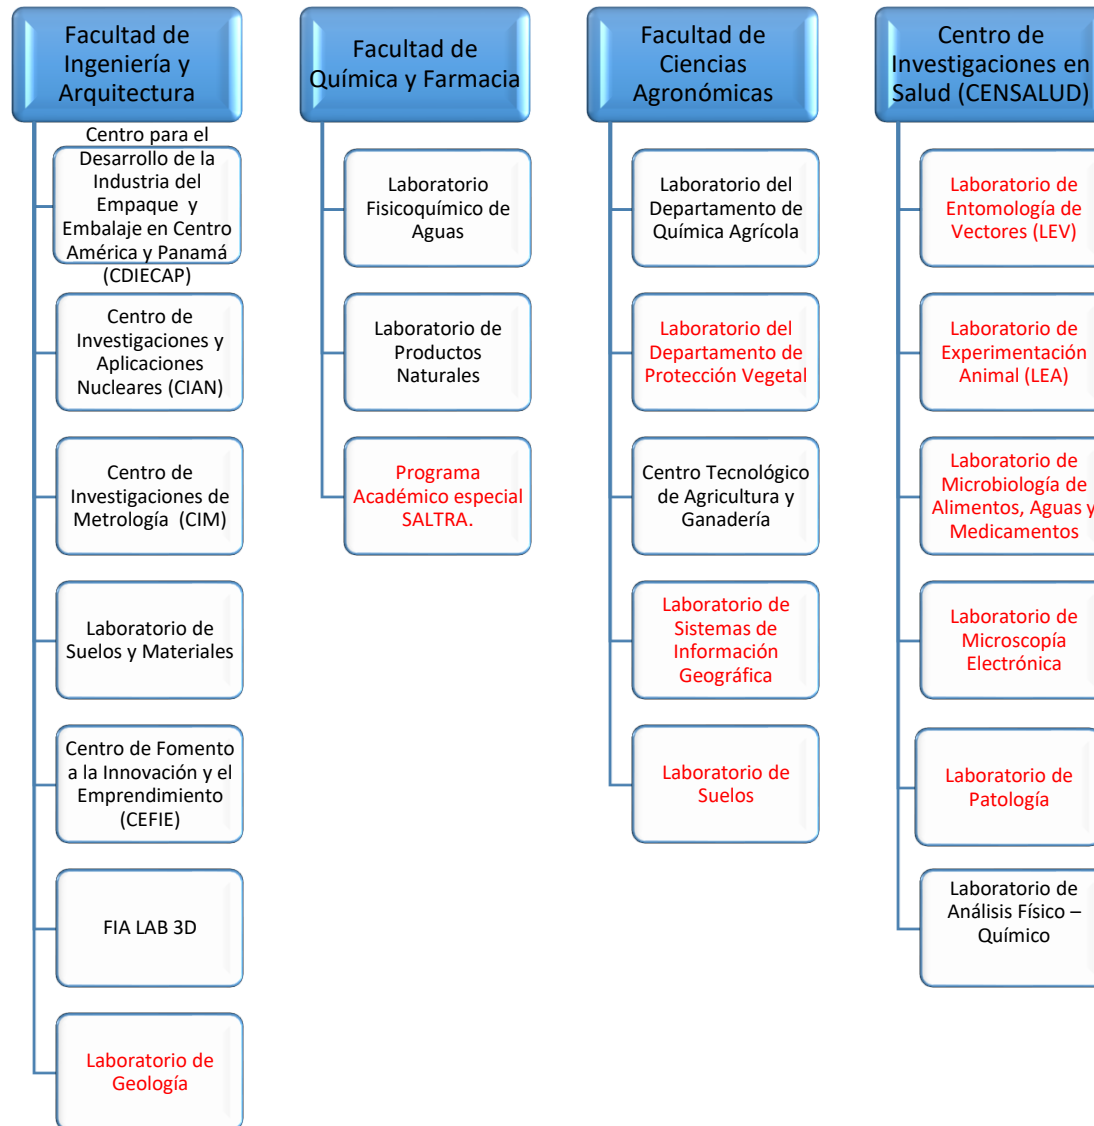 Facultad de
Ingeniería y
Arquitectura
Centro para el
Desarrollo de la
Industria del
Empaque y
Embalaje en Centro
América y Panamá
(CDIECAP)
Centro de
Investigaciones y
Aplicaciones
Nucleares (CIAN)
Centro de
Investigaciones de
Metrología (CIM)
Laboratorio de
Suelos y Materiales
Centro de Fomento
a la Innovación y el
Emprendimiento
(CEFIE)
FIA LAB 3D
Laboratorio de
Geología
Facultad de
Química y Farmacia
Laboratorio
Fisicoquímico de
Aguas
Laboratorio de
Productos
Naturales
Programa
Académico especial
SALTRA.
Facultad de
Ciencias
Agronómicas
Laboratorio del
Departamento de
Química Agrícola
Laboratorio del
Departamento de
Protección Vegetal
Centro Tecnológico
de Agricultura y
Ganadería
Laboratorio de
Sistemas de
Información
Geográfica
Laboratorio de
Suelos
Centro de
Investigaciones en
Salud (CENSALUD)
Laboratorio de
Entomología de
Vectores (LEV)
Laboratorio de
Experimentación
Animal (LEA)
Laboratorio de
Microbiología de
Alimentos, Aguas y
Medicamentos
Laboratorio de
Microscopía
Electrónica
Laboratorio de
Patología
Laboratorio de
Análisis Físico –
Químico